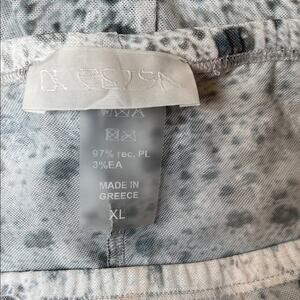 97% rec. PL
3%EA
MADE IN
GREECE
XL